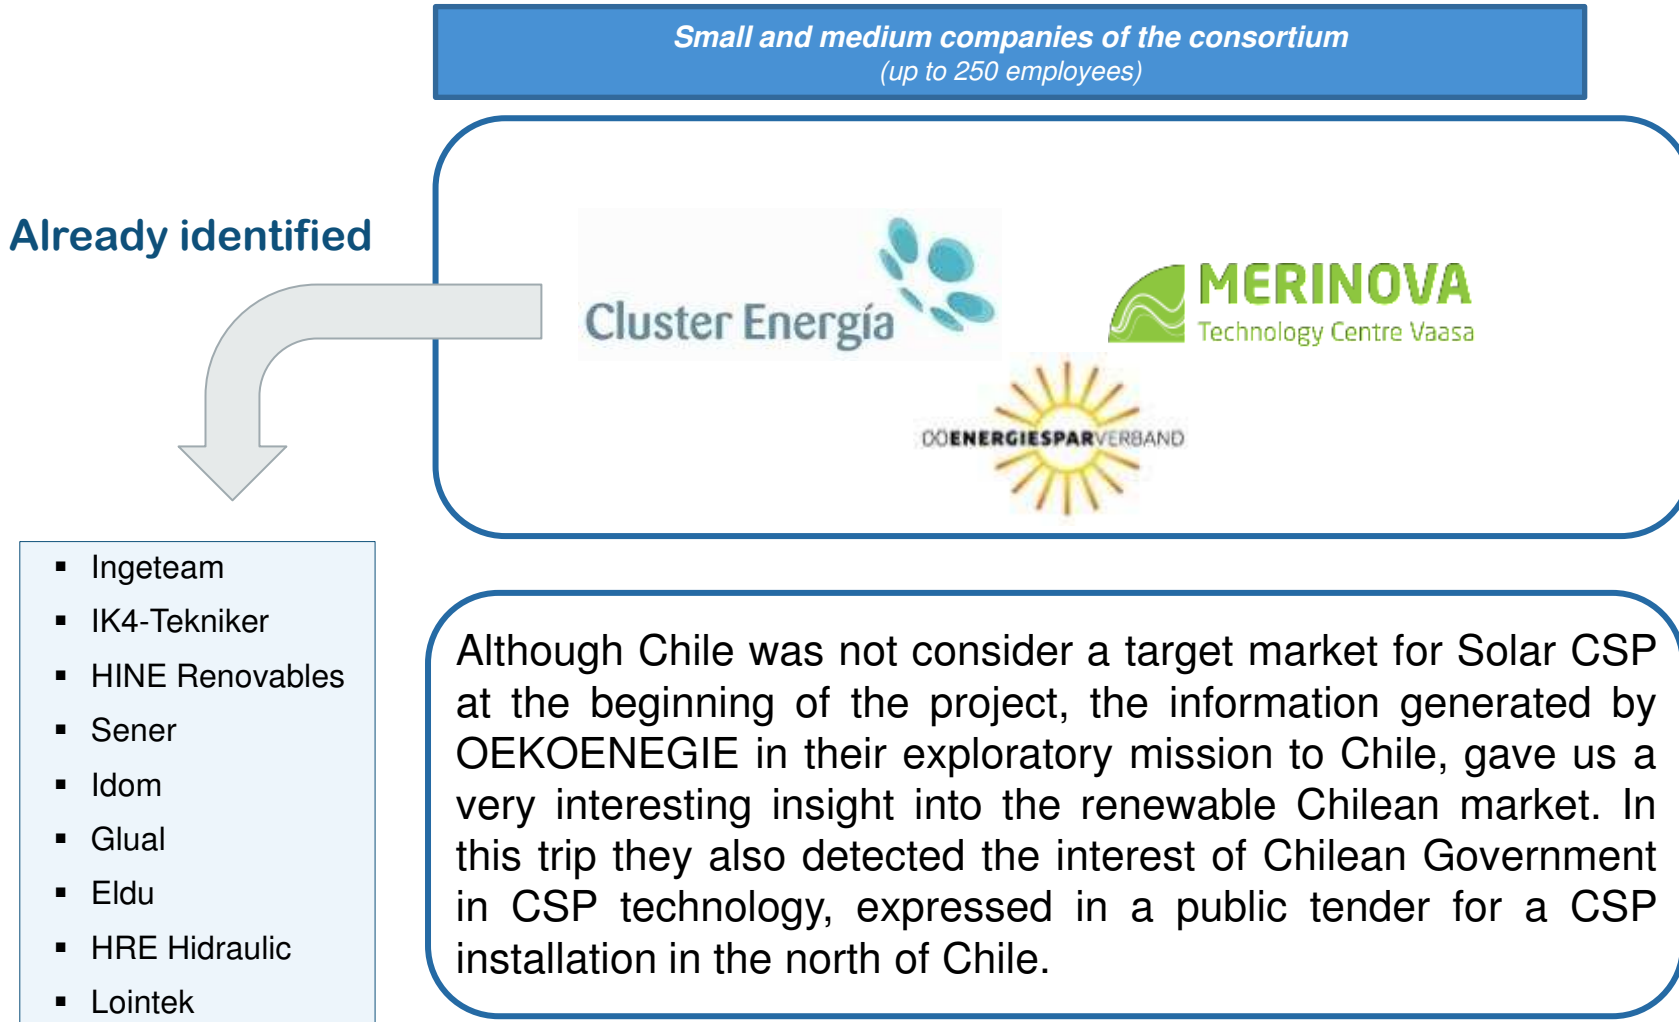 Small and medium companies of the consortium
(up to 250 employees)
Already identified
Cluster Energía
MERINOVA
Technology Centre Vaasa
OÖENERGIESPARVERBAND
▪ Ingeteam
▪ IK4-Tekniker
▪ HINE Renovables
▪ Sener
▪ Idom
▪ Glual
▪ Eldu
▪ HRE Hidraulic
▪ Lointek
Although Chile was not consider a target market for Solar CSP
at the beginning of the project, the information generated by
OEKOENEGIE in their exploratory mission to Chile, gave us a
very interesting insight into the renewable Chilean market. In
this trip they also detected the interest of Chilean Government
in CSP technology, expressed in a public tender for a CSP
installation in the north of Chile.